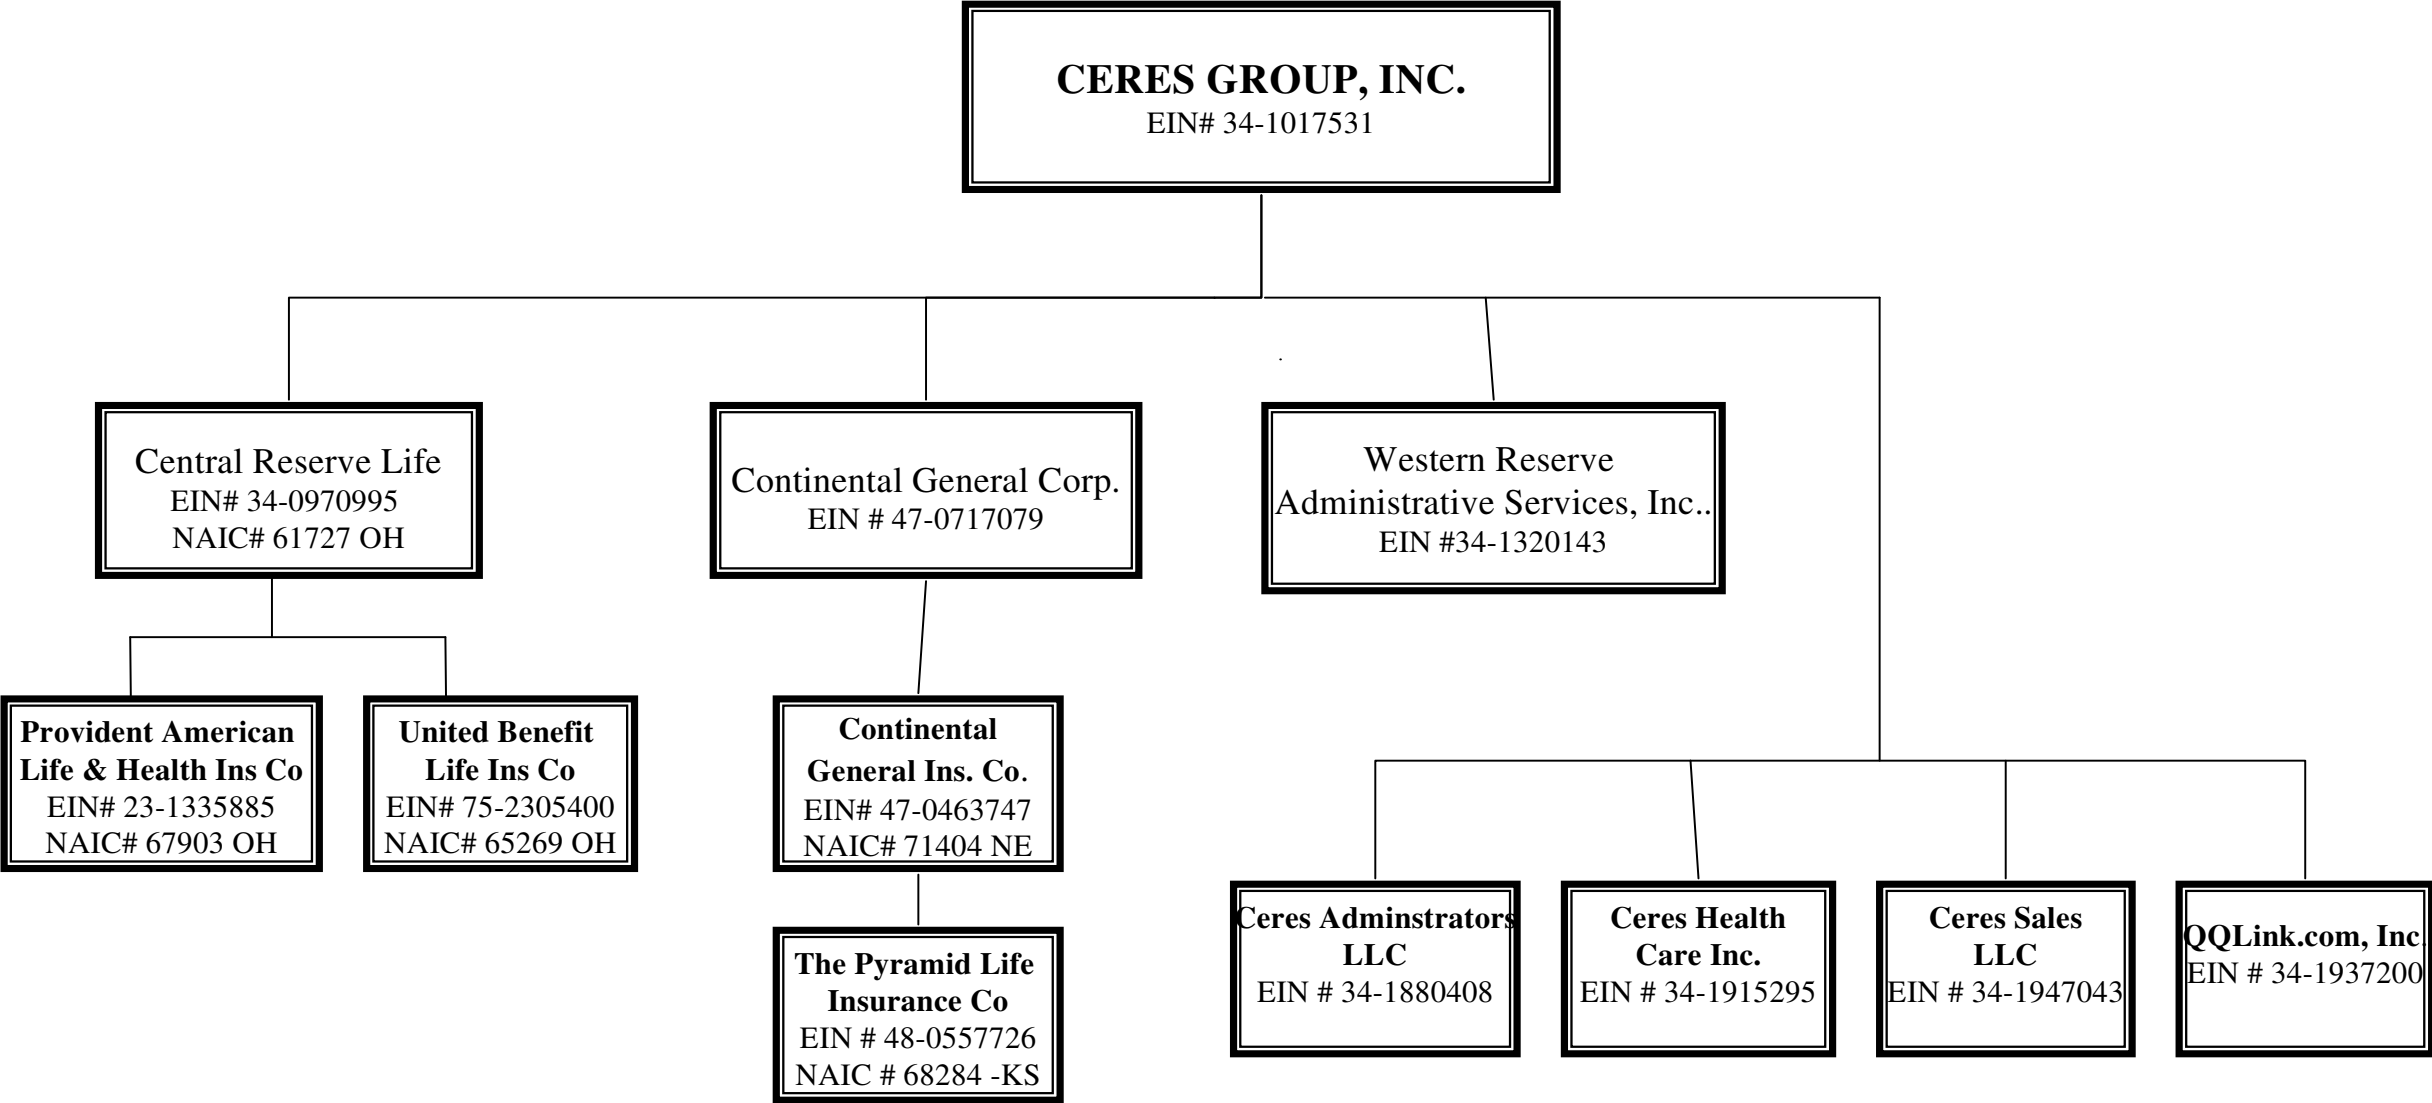 CERES GROUP, INC.
EIN# 34-1017531
Central Reserve Life
EIN# 34-0970995
NAIC# 61727 OH
Continental General Corp.
EIN # 47-0717079
Western Reserve
Administrative Services, Inc..
EIN #34-1320143
Provident American
Life & Health Ins Co
EIN# 23-1335885
NAIC# 67903 OH
United Benefit
Life Ins Co
EIN# 75-2305400
NAIC# 65269 OH
Continental
General Ins. Co.
EIN# 47-0463747
NAIC# 71404 NE
The Pyramid Life
Insurance Co
EIN # 48-0557726
NAIC # 68284 -KS
Ceres Adminstrators
LLC
EIN # 34-1880408
Ceres Health
Care Inc.
EIN # 34-1915295
Ceres Sales
LLC
EIN # 34-1947043
QQLink.com, Inc.
EIN # 34-1937200